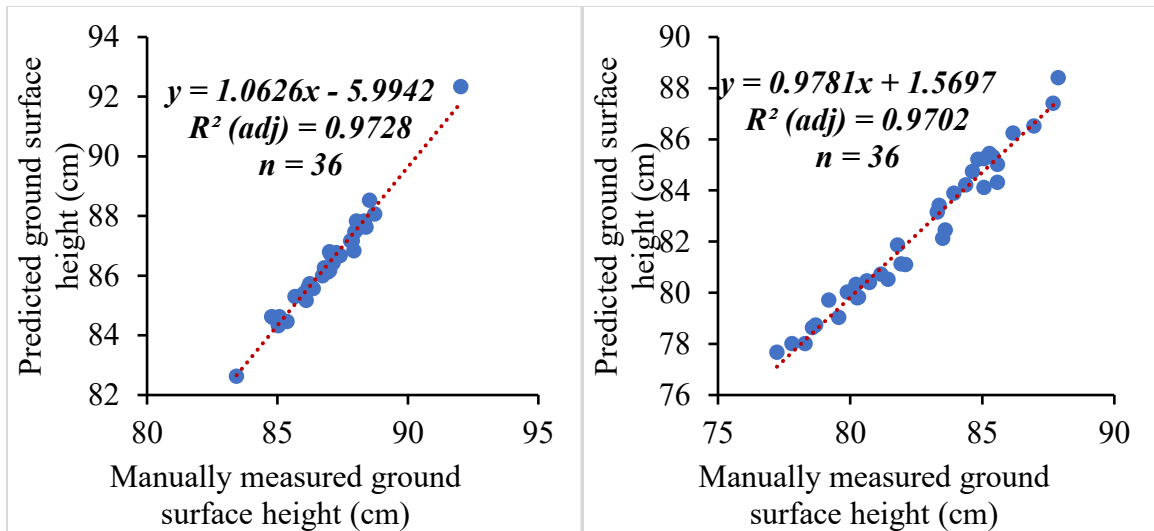 Predicted ground surface
height (cm)
94
92
90
88
86
84
82
y = 1.0626x - 5.9942
R² (adj) = 0.9728
n = 36
80
85
90
95
Manually measured ground
surface height (cm)
Predicted ground surface
height (cm)
90
88
86
84
82
80
78
76
y = 0.9781x + 1.5697
R² (adj) = 0.9702
n = 36
75
80
85
90
Manually measured ground
surface height (cm)